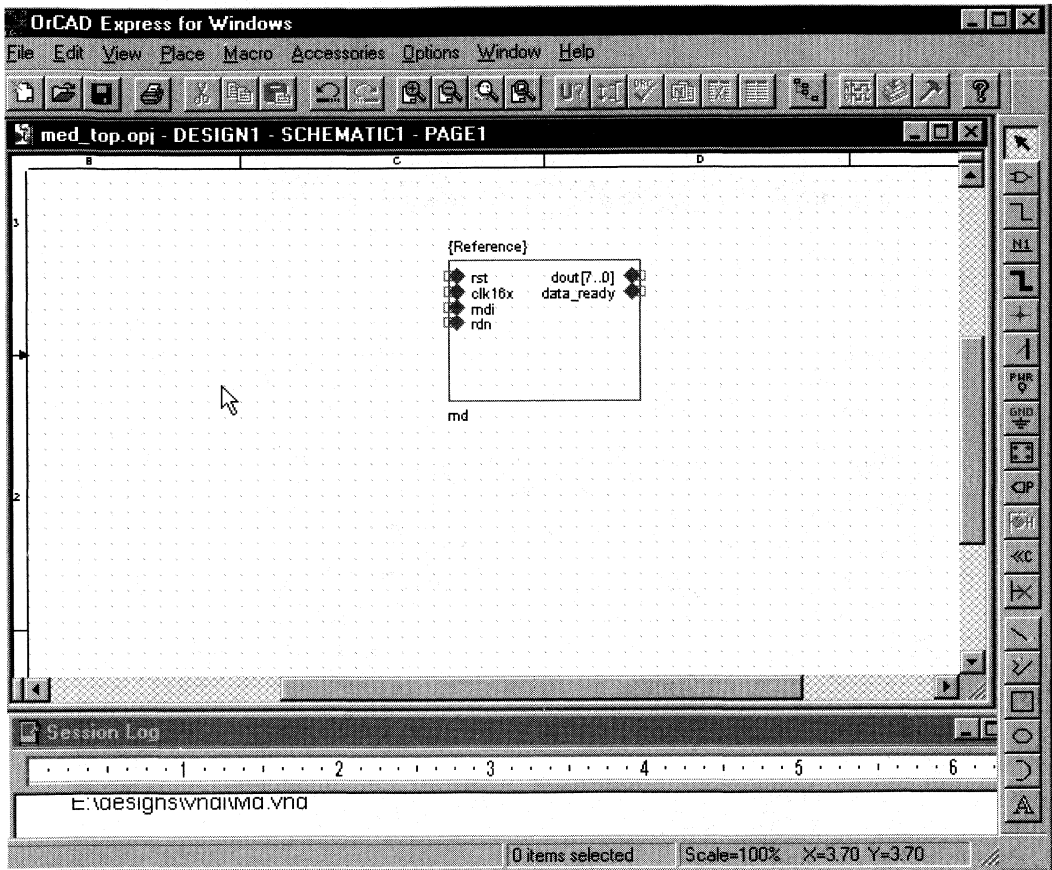 OrCAD Express for Windows
File Edit View Place Macro Accessories Options Window Help
U?
med_top.opj - DESIGN1 - SCHEMATIC1 - PAGE1
B C D
3
{Reference}
rst dout[7..0]
clk16x data_ready
mdi
rdn
md
2
N1
PWR
GND
P
H
C
Session Log
1 2 3 4 5 6
E:\designs\vhdl\Md.vhd
A
0 items selected Scale=100% X=3.70 Y=3.70